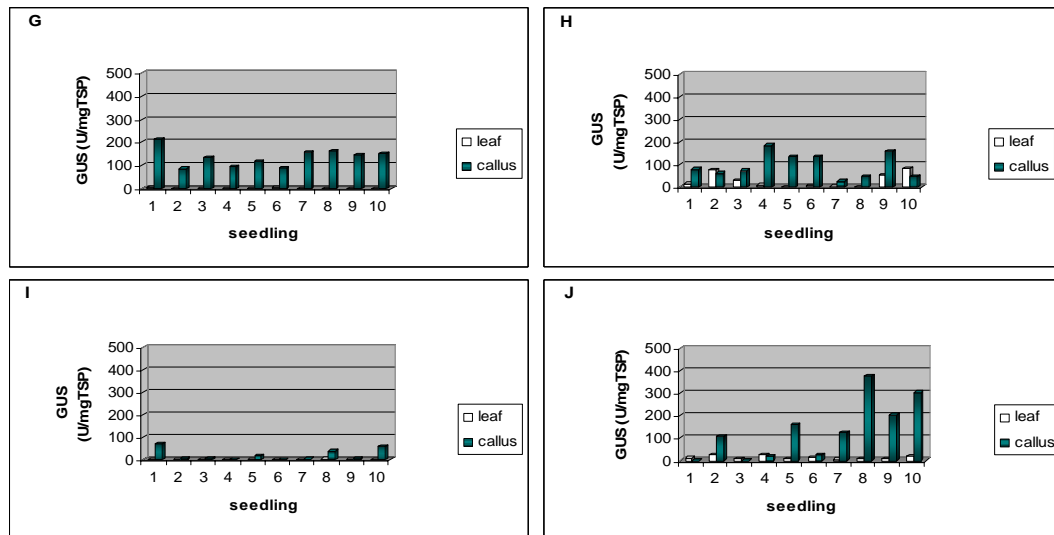 G
GUS (U/mgTSP)
500
400
300
200
100
0
1 2 3 4 5 6 7 8 9 10
seedling
leaf
callus
H
GUS
(U/mgTSP)
500
400
300
200
100
0
1 2 3 4 5 6 7 8 9 10
seedling
leaf
callus
I
GUS
(U/mgTSP)
500
400
300
200
100
0
1 2 3 4 5 6 7 8 9 10
seedling
leaf
callus
J
GUS (U/mgTSP)
500
400
300
200
100
0
1 2 3 4 5 6 7 8 9 10
seedling
leaf
callus